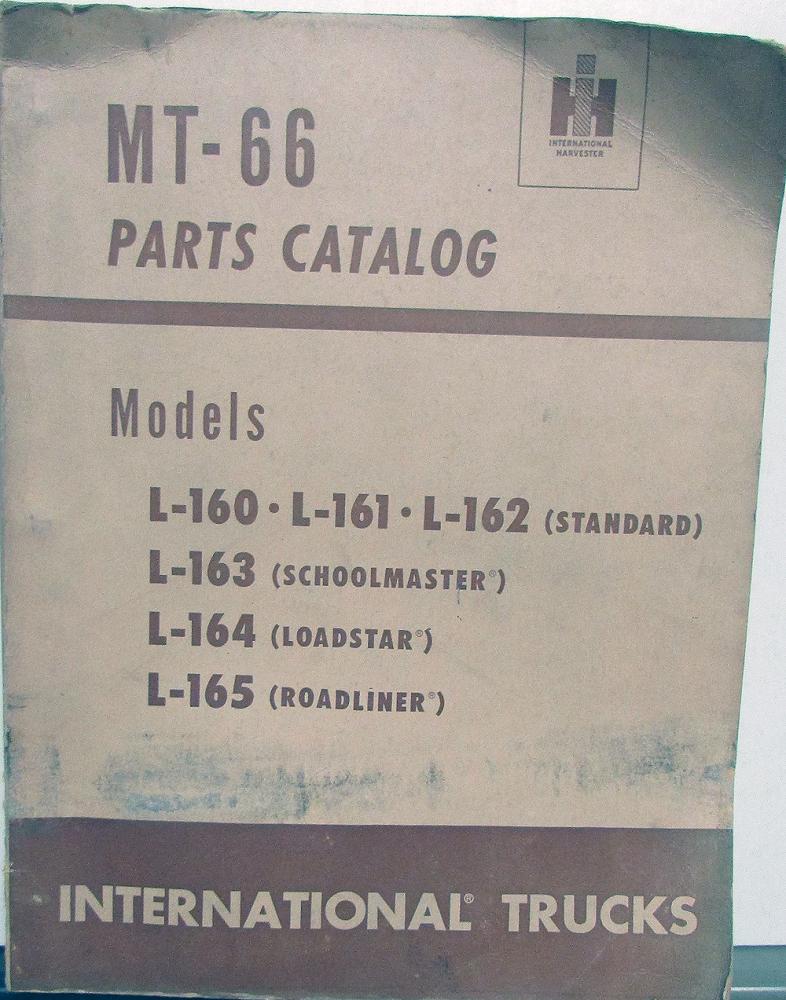 MT-66
INTERNATIONAL
HARVESTER
PARTS CATALOG
Models
L-160 • L-161 • L-162 (STANDARD)
L-163 (SCHOOLMASTER®)
L-164 (LOADSTAR®)
L-165 (ROADLINER®)
INTERNATIONAL® TRUCKS